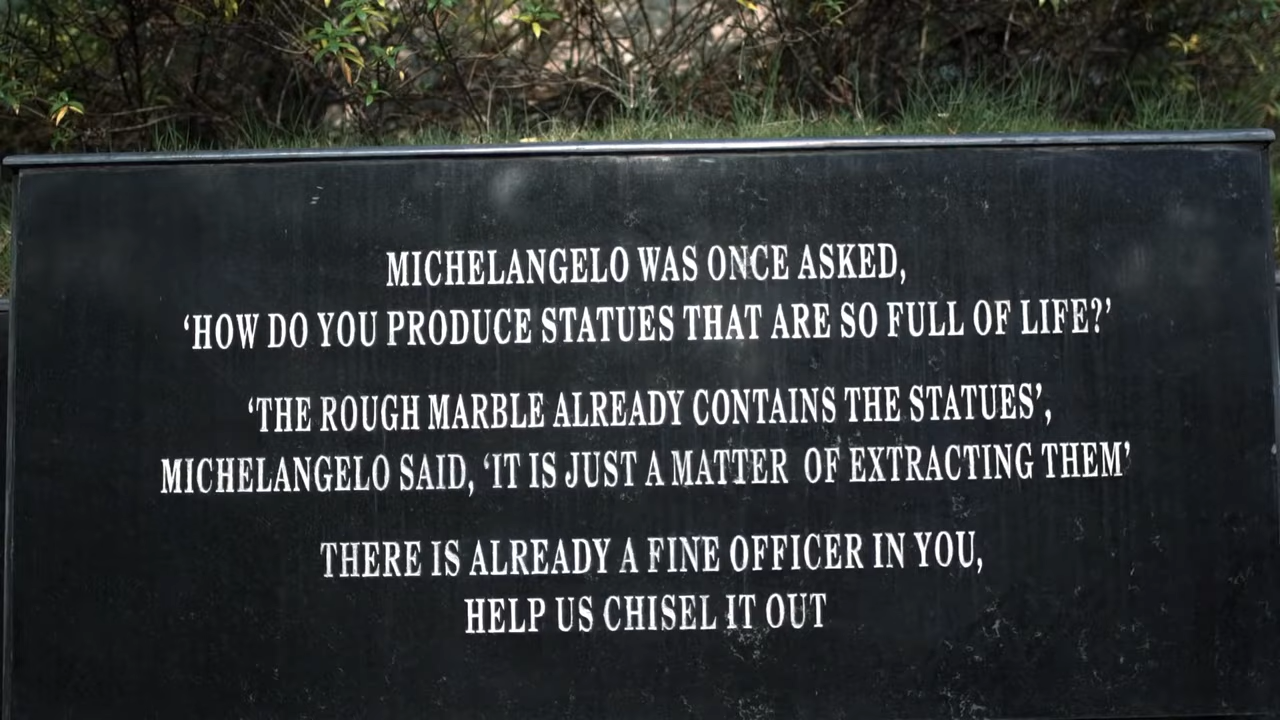 MICHELANGELO WAS ONCE ASKED,
‘HOW DO YOU PRODUCE STATUES THAT ARE SO FULL OF LIFE?’
‘THE ROUGH MARBLE ALREADY CONTAINS THE STATUES’,
MICHELANGELO SAID, ‘IT IS JUST A MATTER OF EXTRACTING THEM’
THERE IS ALREADY A FINE OFFICER IN YOU,
HELP US CHISEL IT OUT